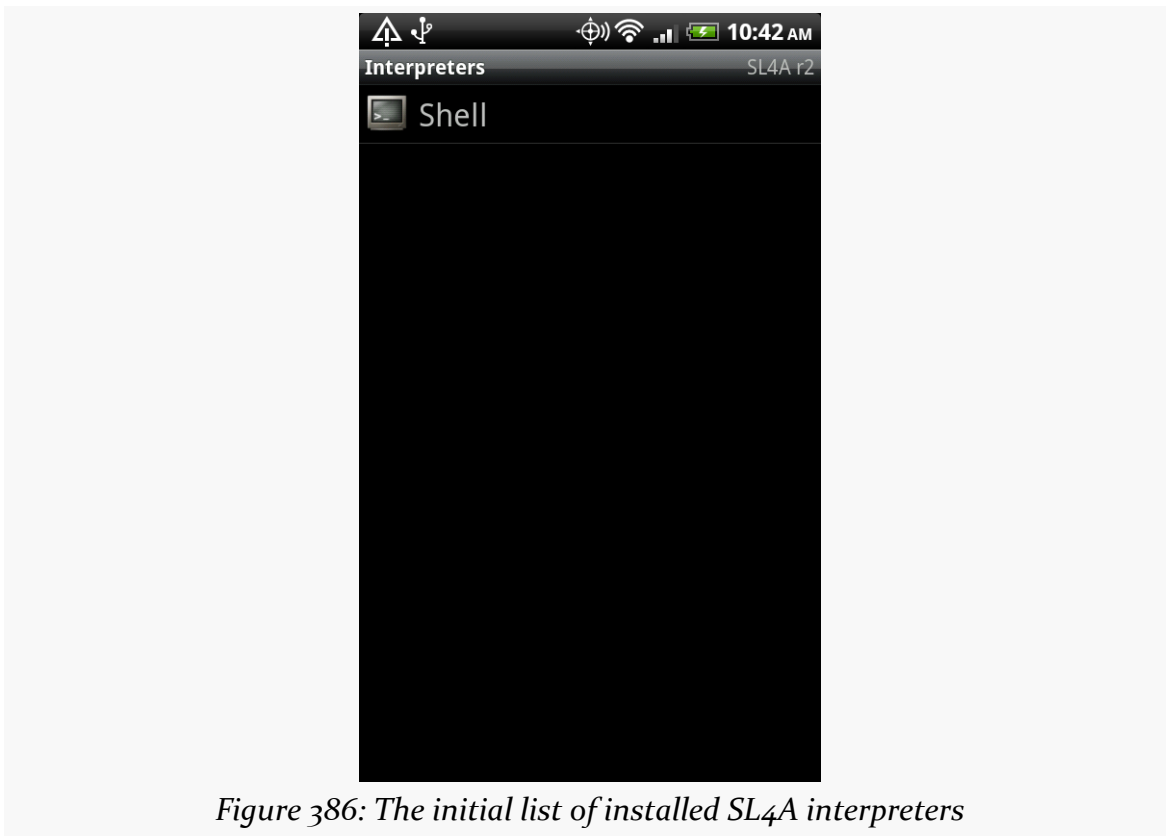 10:42 AM
Interpreters SL4A r2
Shell
Figure 386: The initial list of installed SL4A interpreters